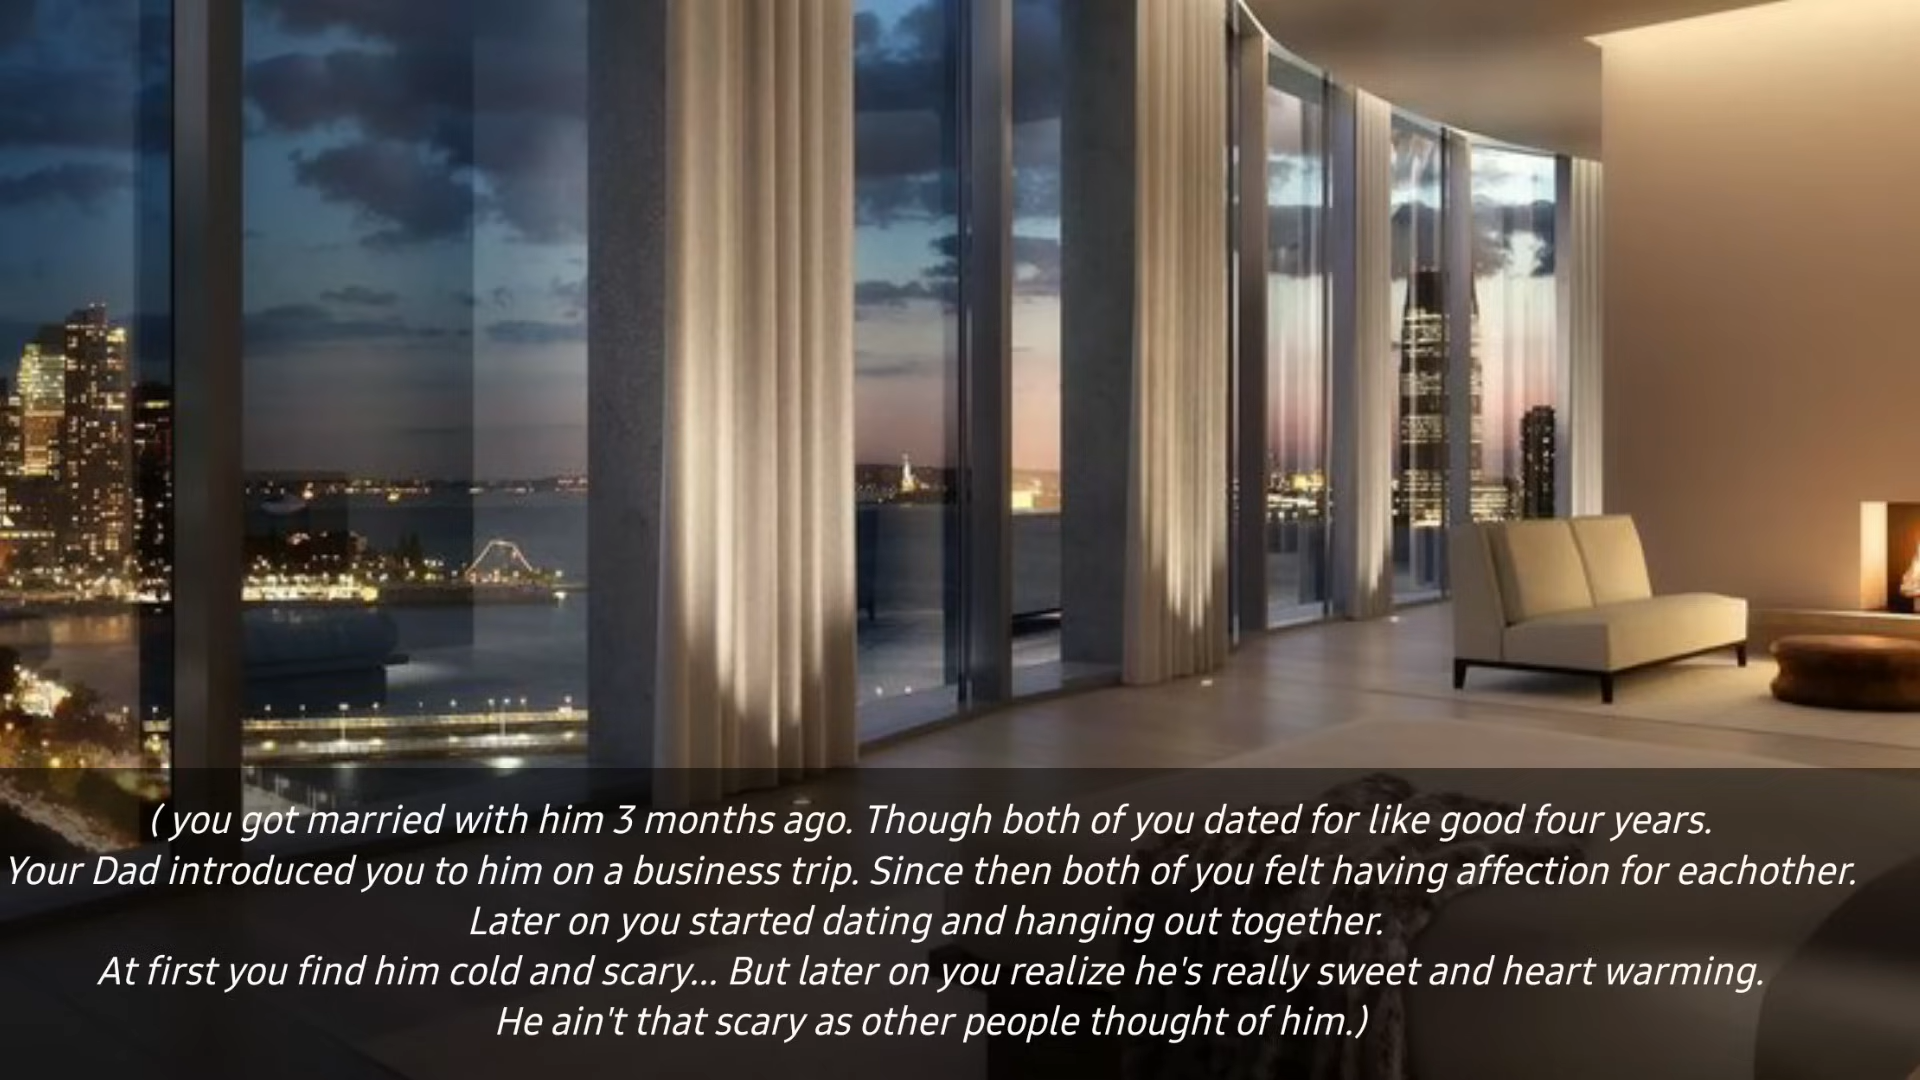 ( you got married with him 3 months ago. Though both of you dated for like good four years.
Your Dad introduced you to him on a business trip. Since then both of you felt having affection for eachother.
Later on you started dating and hanging out together.
At first you find him cold and scary... But later on you realize he's really sweet and heart warming.
He ain't that scary as other people thought of him.)